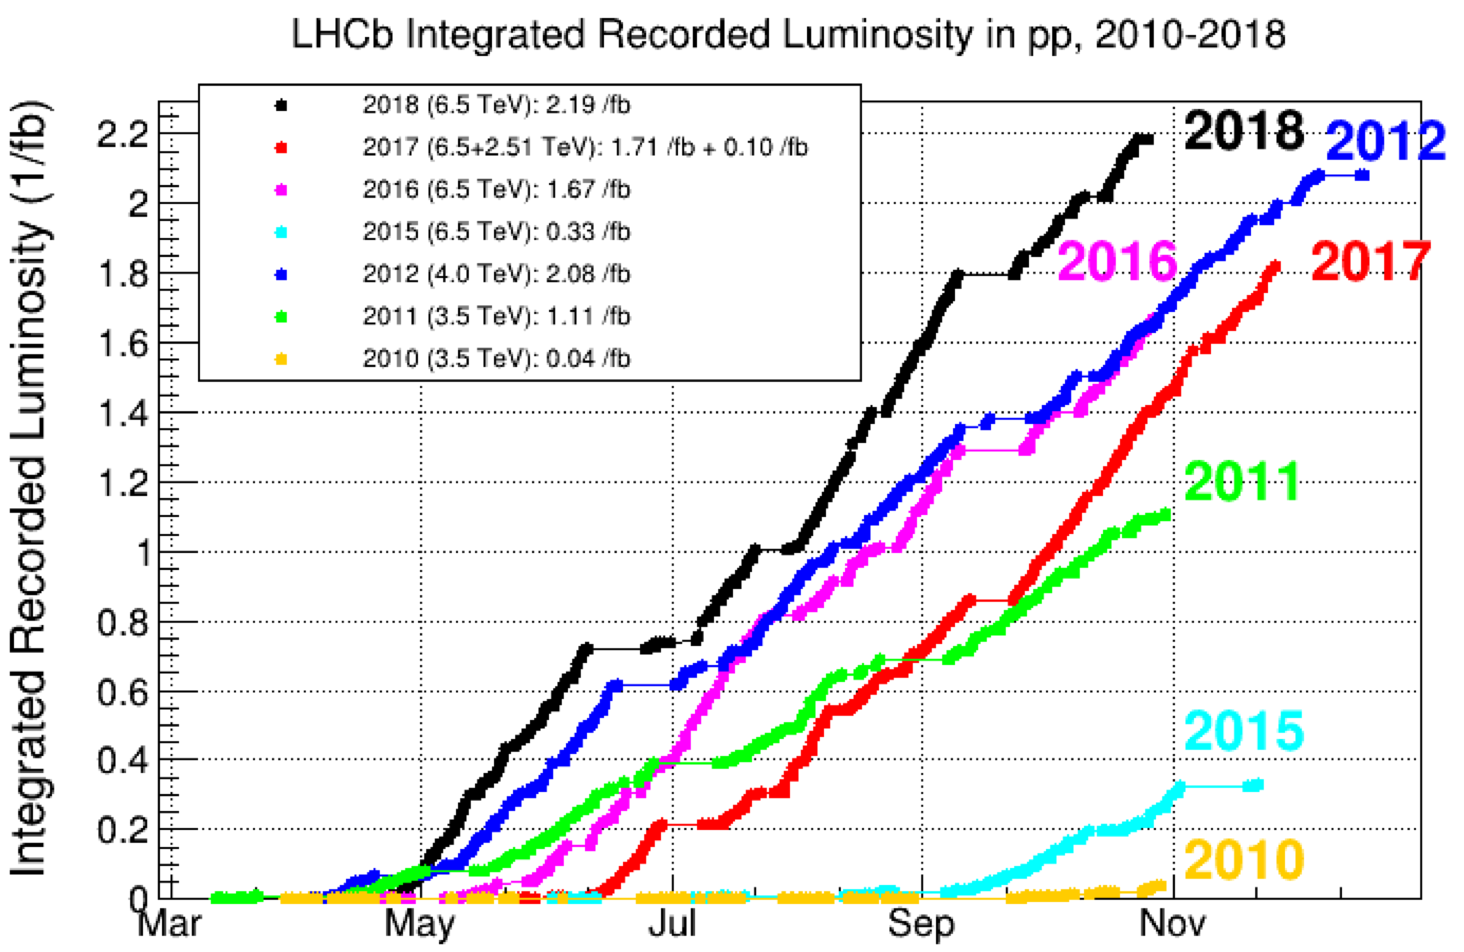 LHCb Integrated Recorded Luminosity in pp, 2010-2018
Integrated Recorded Luminosity (1/fb)
2018 (6.5 TeV): 2.19 /fb
2017 (6.5+2.51 TeV): 1.71 /fb + 0.10 /fb
2016 (6.5 TeV): 1.67 /fb
2015 (6.5 TeV): 0.33 /fb
2012 (4.0 TeV): 2.08 /fb
2011 (3.5 TeV): 1.11 /fb
2010 (3.5 TeV): 0.04 /fb
2.2
2
1.8
1.6
1.4
1.2
1
0.8
0.6
0.4
0.2
0
2018
2012
2016
2017
2011
2015
2010
Mar May Jul Sep Nov